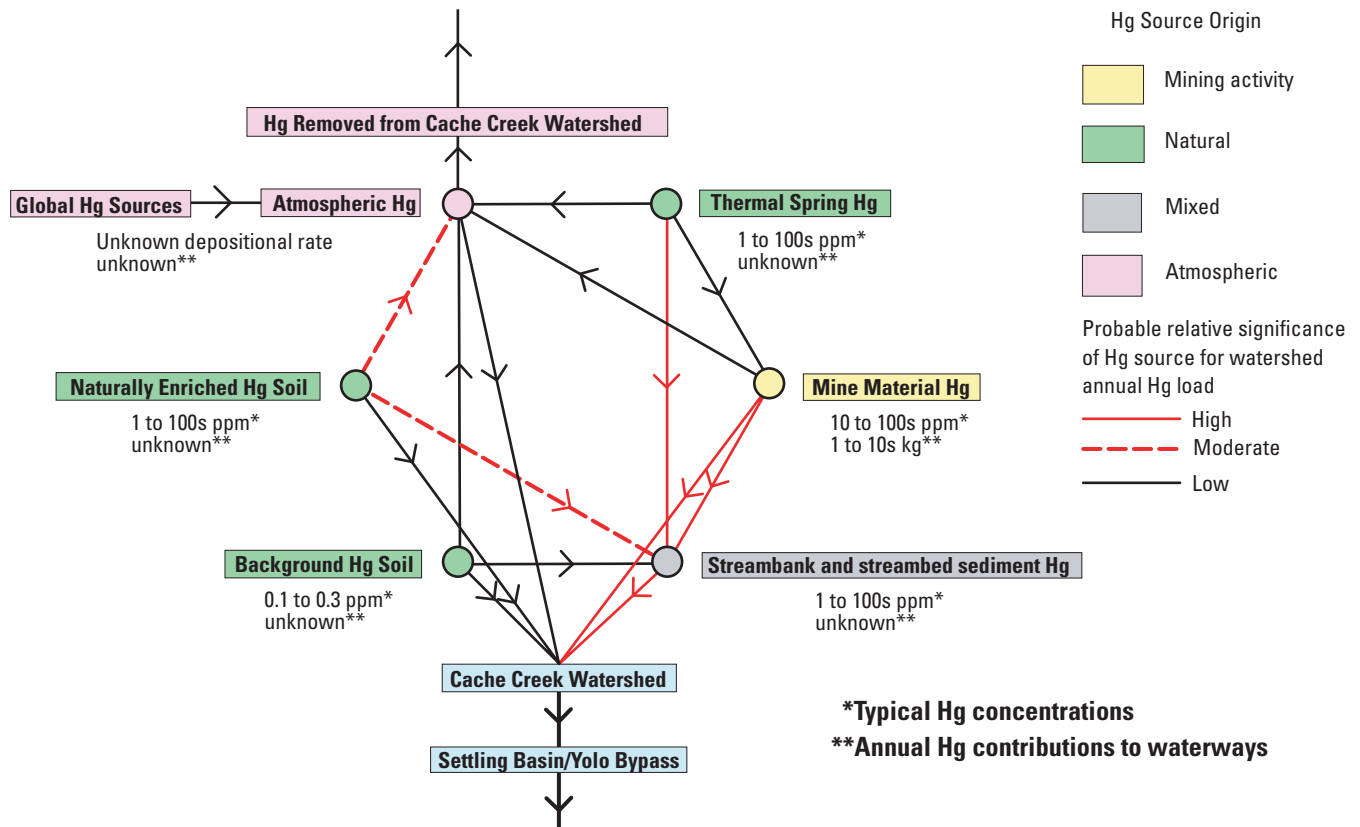 Hg Removed from Cache Creek Watershed
Global Hg Sources
Atmospheric Hg
Unknown depositional rate
unknown**
Thermal Spring Hg
1 to 100s ppm*
unknown**
Naturally Enriched Hg Soil
1 to 100s ppm*
unknown**
Mine Material Hg
10 to 100s ppm*
1 to 10s kg**
Background Hg Soil
0.1 to 0.3 ppm*
unknown**
Streambank and streambed sediment Hg
1 to 100s ppm*
unknown**
Cache Creek Watershed
Settling Basin/Yolo Bypass
Hg Source Origin
Mining activity
Natural
Mixed
Atmospheric
Probable relative significance
of Hg source for watershed
annual Hg load
High
Moderate
Low
*Typical Hg concentrations
**Annual Hg contributions to waterways